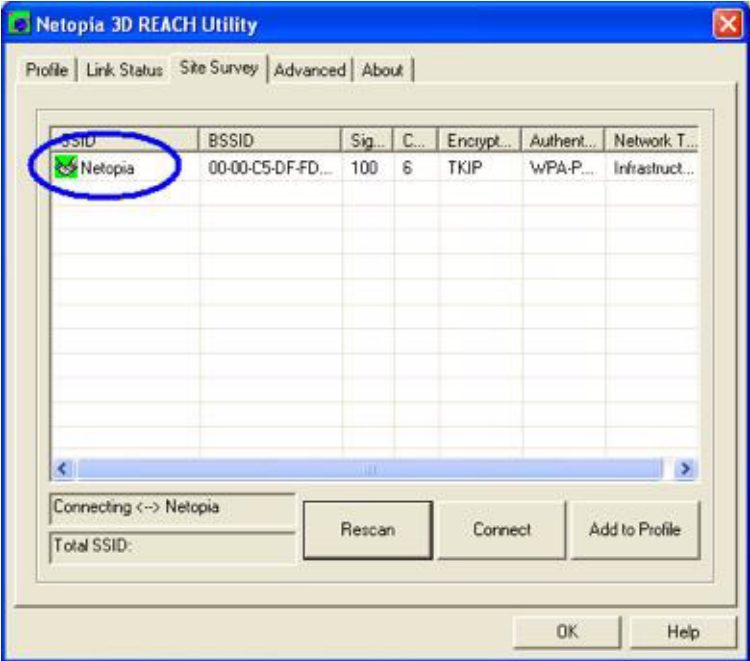 Netopia 3D REACH Utility
Profile Link Status Site Survey Advanced About
SSID BSSID Sig... C... Encrypt... Authent... Network T...
Netopia 00-00-C5-DF-FD... 100 6 TKIP WPA-P... Infrastruct...
Connecting <--> Netopia
Total SSID:
Rescan Connect Add to Profile
OK Help